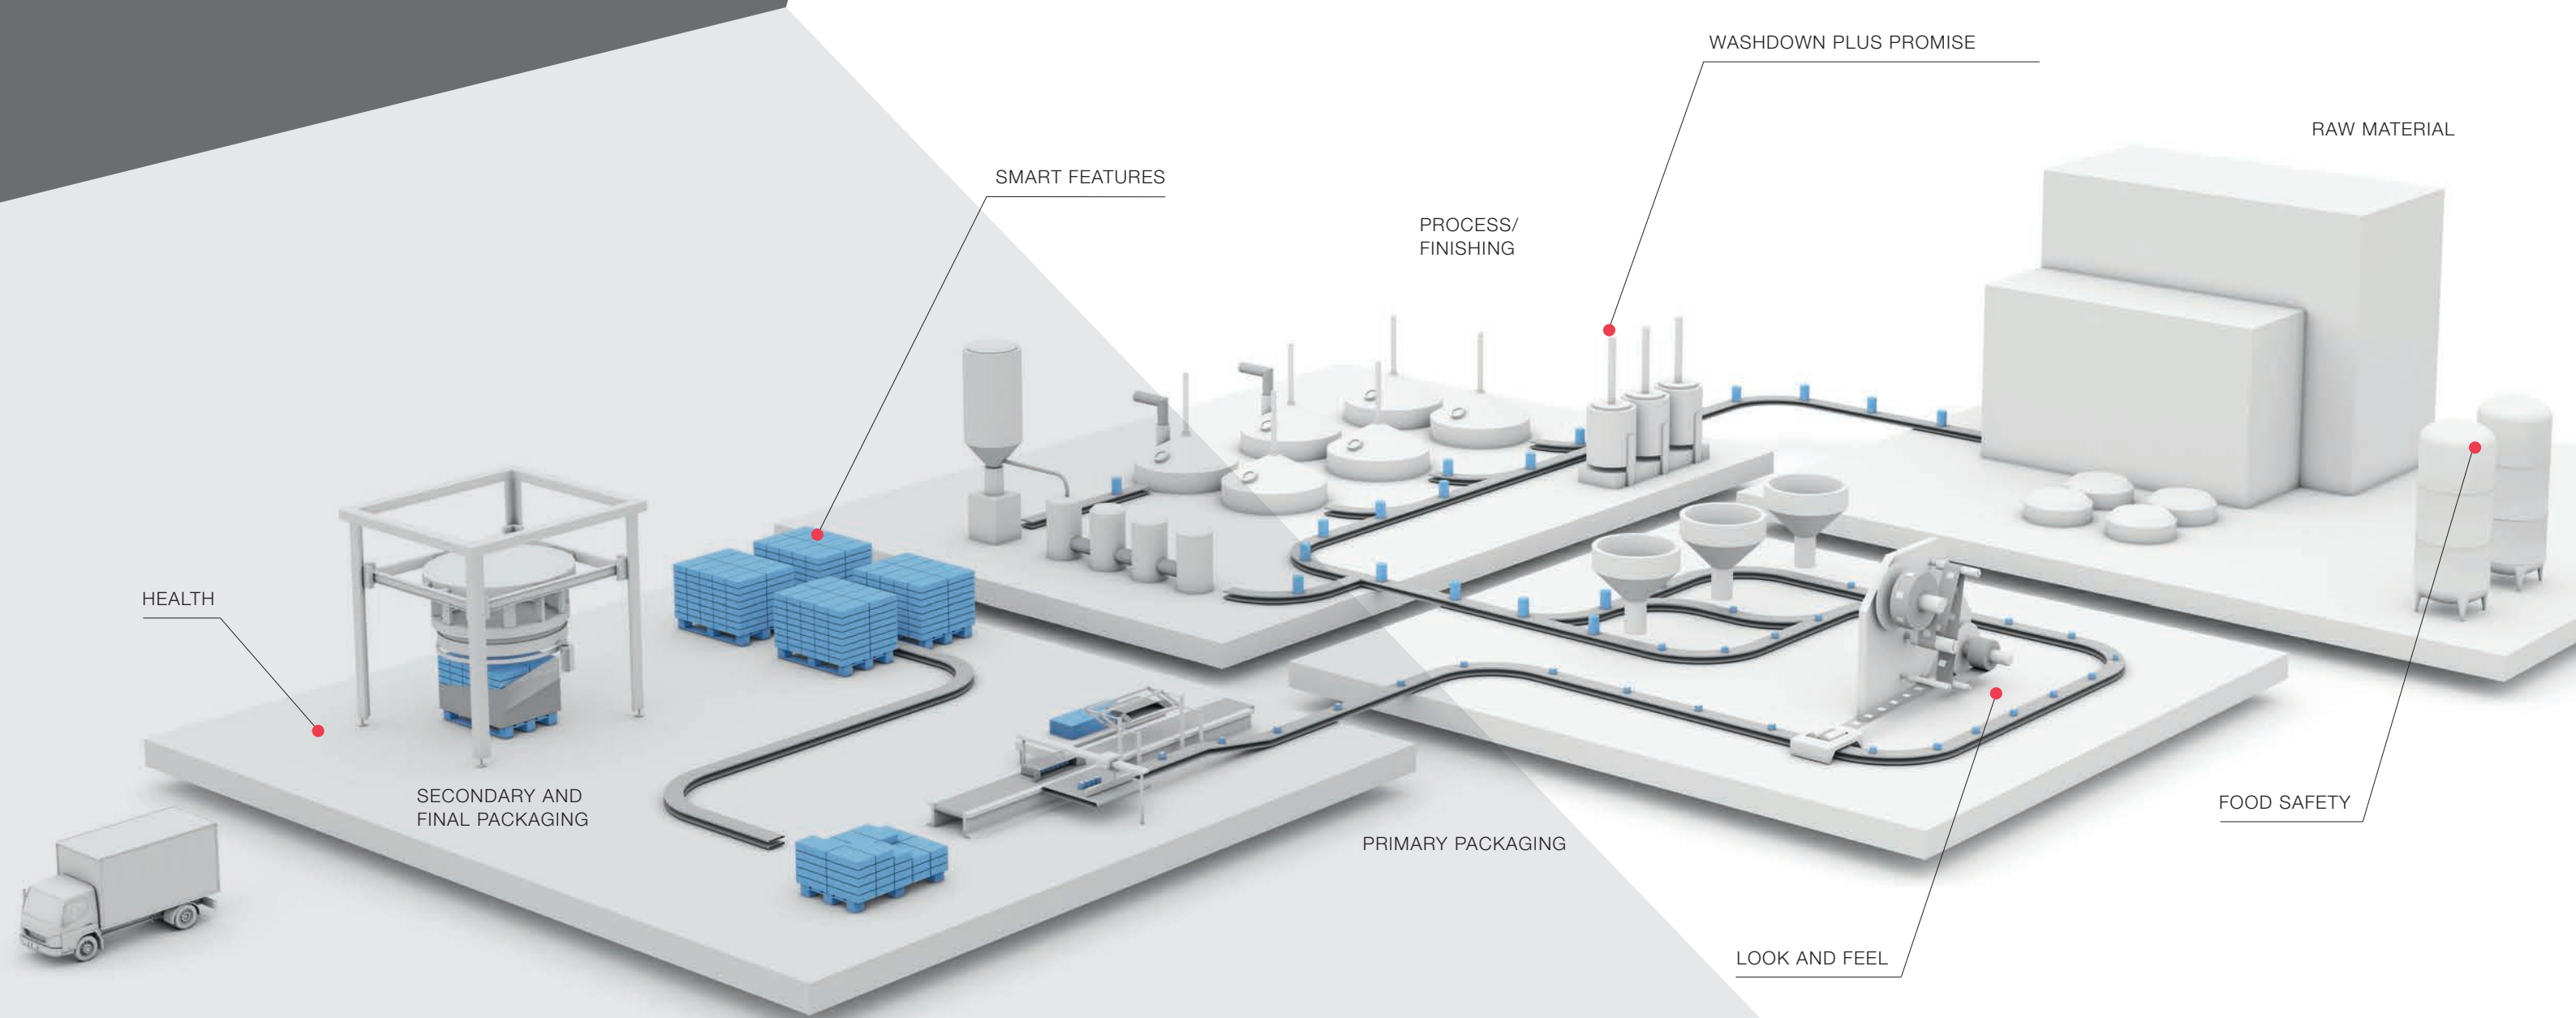 WASHDOWN PLUS PROMISE
RAW MATERIAL
SMART FEATURES
PROCESS/
FINISHING
HEALTH
SECONDARY AND
FINAL PACKAGING
PRIMARY PACKAGING
FOOD SAFETY
LOOK AND FEEL